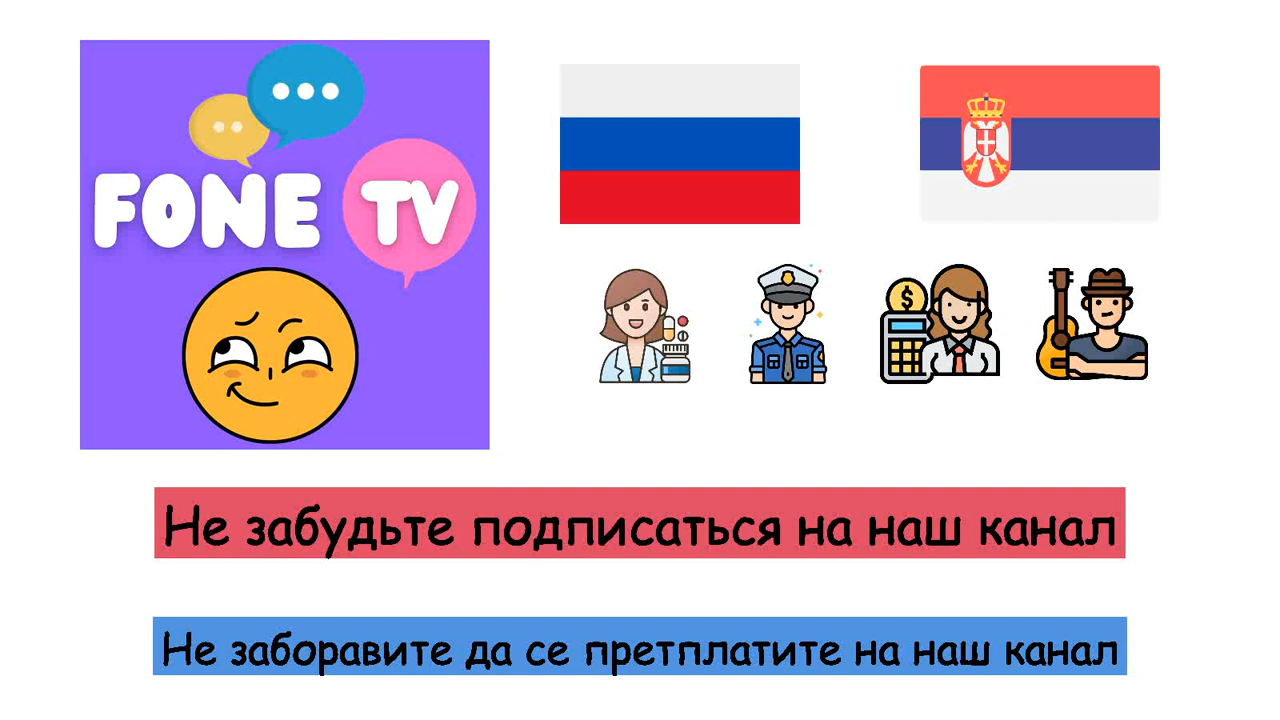 FONE TV
Не забудьте подписаться на наш канал
Не заборавите да се претплатите на наш канал